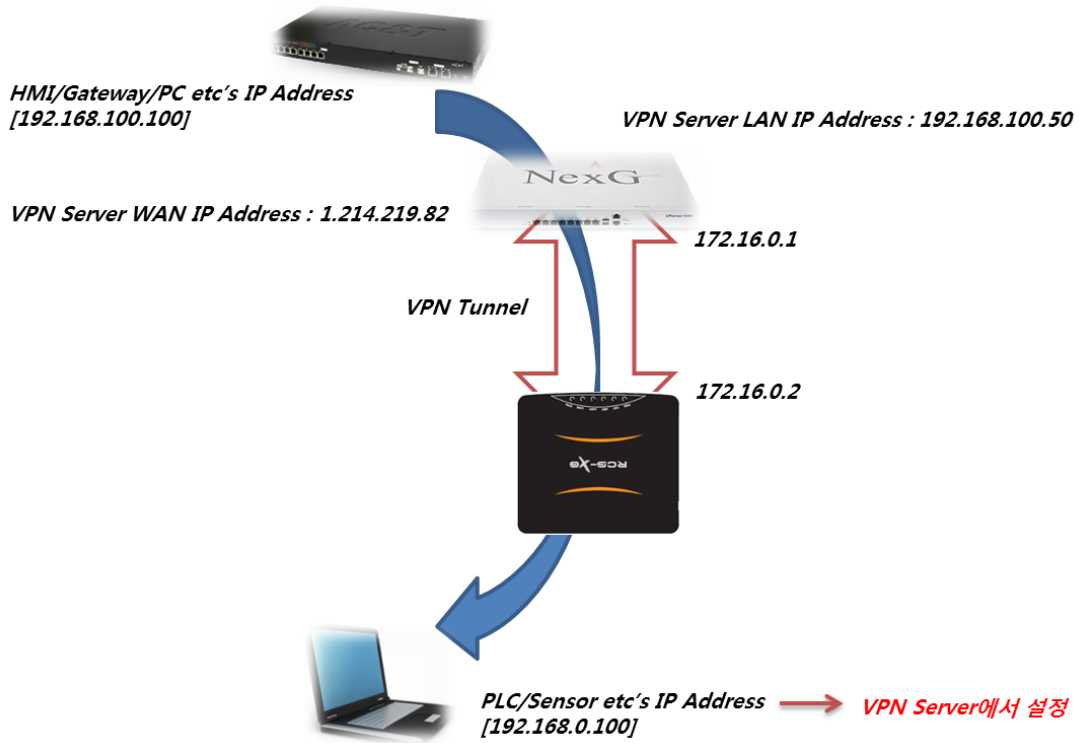 AC&T
HMI/Gateway/PC etc's IP Address
[192.168.100.100]
VPN Server LAN IP Address : 192.168.100.50
NexG
VPN Server WAN IP Address : 1.214.219.82
172.16.0.1
VPN Tunnel
172.16.0.2
RCS-X8
PLC/Sensor etc's IP Address
[192.168.0.100]
VPN Server에서 설정